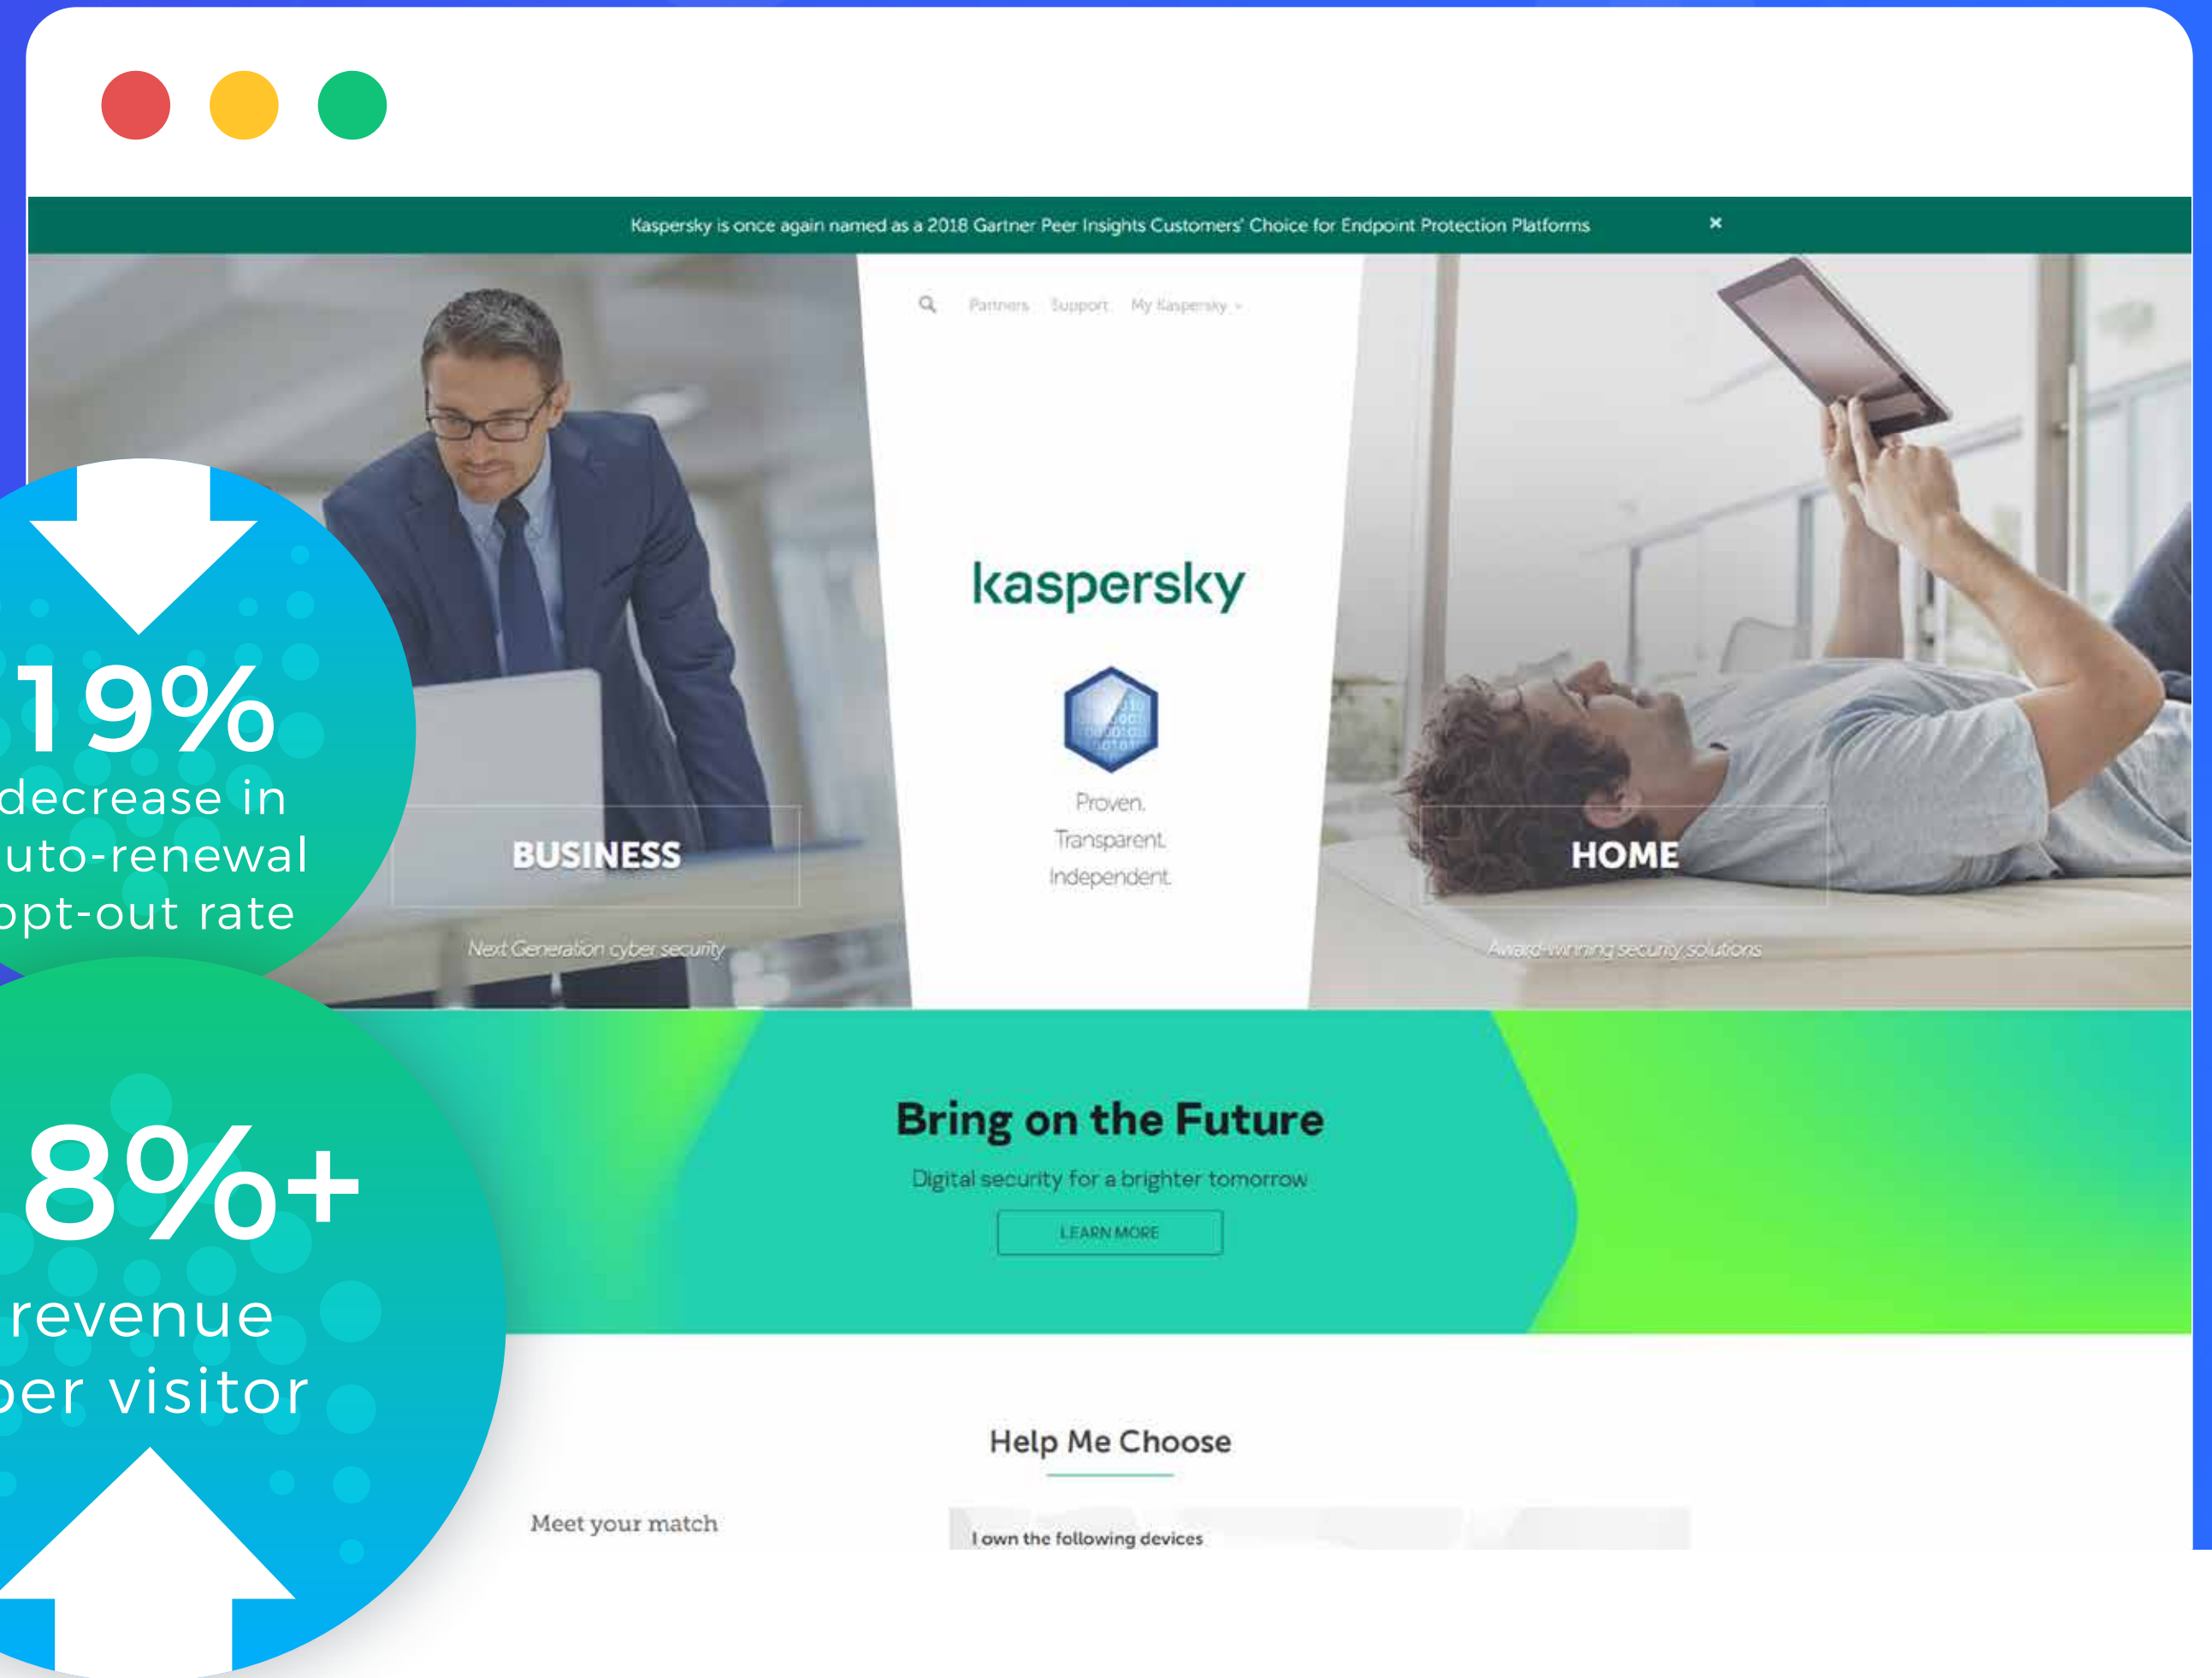 Kaspersky is once again named as a 2018 Gartner Peer Insights Customers' Choice for Endpoint Protection Platforms ×
Partners Support My Kaspersky
kaspersky
Proven.
Transparent.
Independent.
BUSINESS
Next Generation cyber security
HOME
Award-winning security solutions
19%
decrease in
uto-renewal
opt-out rate
8%+
revenue
per visitor
Bring on the Future
Digital security for a brighter tomorrow
LEARN MORE
Help Me Choose
Meet your match
I own the following devices